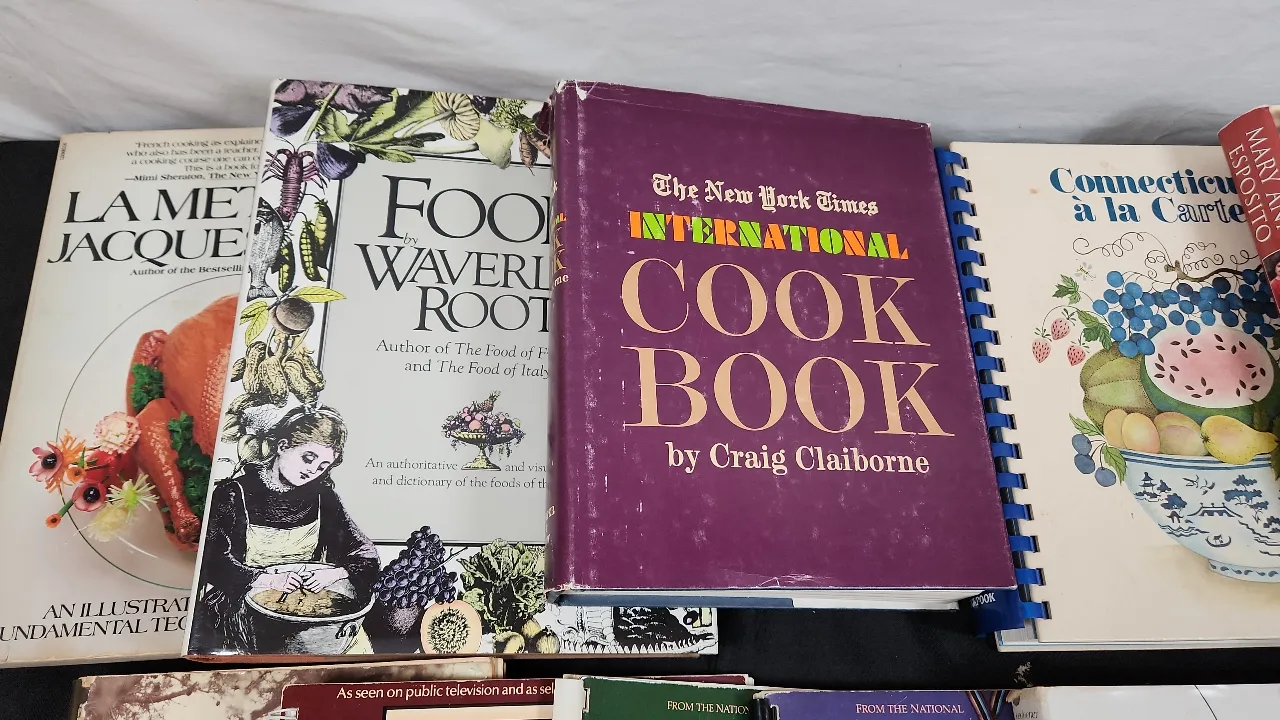 "French cooking as explaine
who also has been a teacher.
a cooking course one can c
This is a book fo
—Mimi Sheraton, The New Y
LA MET
JACQUE
Author of the Bestselli
AN ILLUSTRAT
UNDAMENTAL TEC
FOO
by
WAVERL
ROOT
Author of The Food of F
and The Food of Italy
An authoritative and visu
and dictionary of the foods of th
The New York Times
INTERNATIONAL
COOK
BOOK
by Craig Claiborne
Connecticu
à la Carte
MARY A
ESPOSITO
As seen on public television and as sel
FROM THE NATION
FROM THE NATIONAL